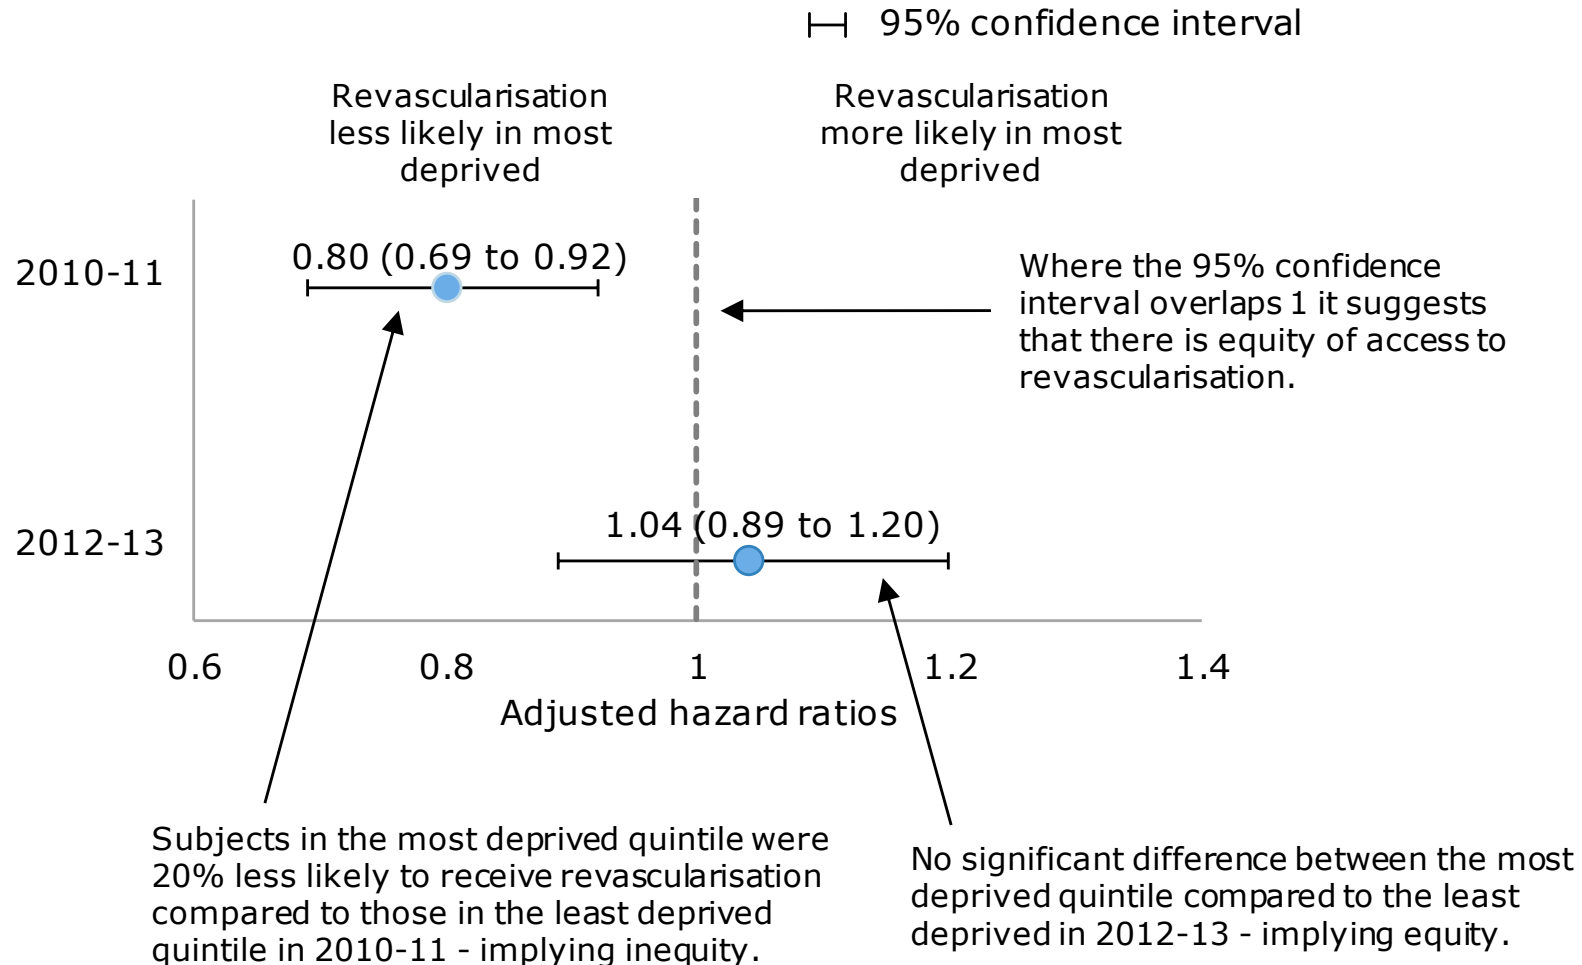 95% confidence interval
Revascularisation
less likely in most
deprived
Revascularisation
more likely in most
deprived
2010-11
0.80 (0.69 to 0.92)
Where the 95% confidence
interval overlaps 1 it suggests
that there is equity of access to
revascularisation.
2012-13
1.04 (0.89 to 1.20)
0.6 0.8 1 1.2 1.4
Adjusted hazard ratios
Subjects in the most deprived quintile were
20% less likely to receive revascularisation
compared to those in the least deprived
quintile in 2010-11 - implying inequity.
No significant difference between the most
deprived quintile compared to the least
deprived in 2012-13 - implying equity.